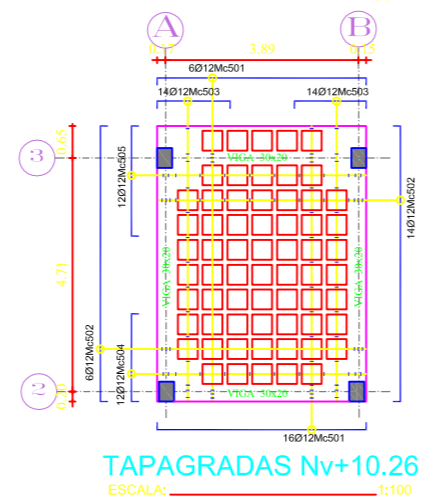 A
B
0.17
3.89
0.15
6Ø12Mc501
14Ø12Mc503
14Ø12Mc503
3
0.65
VIGA 30x20
12Ø12Mc505
14Ø12Mc502
4.71
VIGA 30x20
VIGA 30x20
6Ø12Mc502
12Ø12Mc504
2
0.20
VIGA 30x20
16Ø12Mc501
TAPAGRADAS Nv+10.26
ESCALA: 1:100